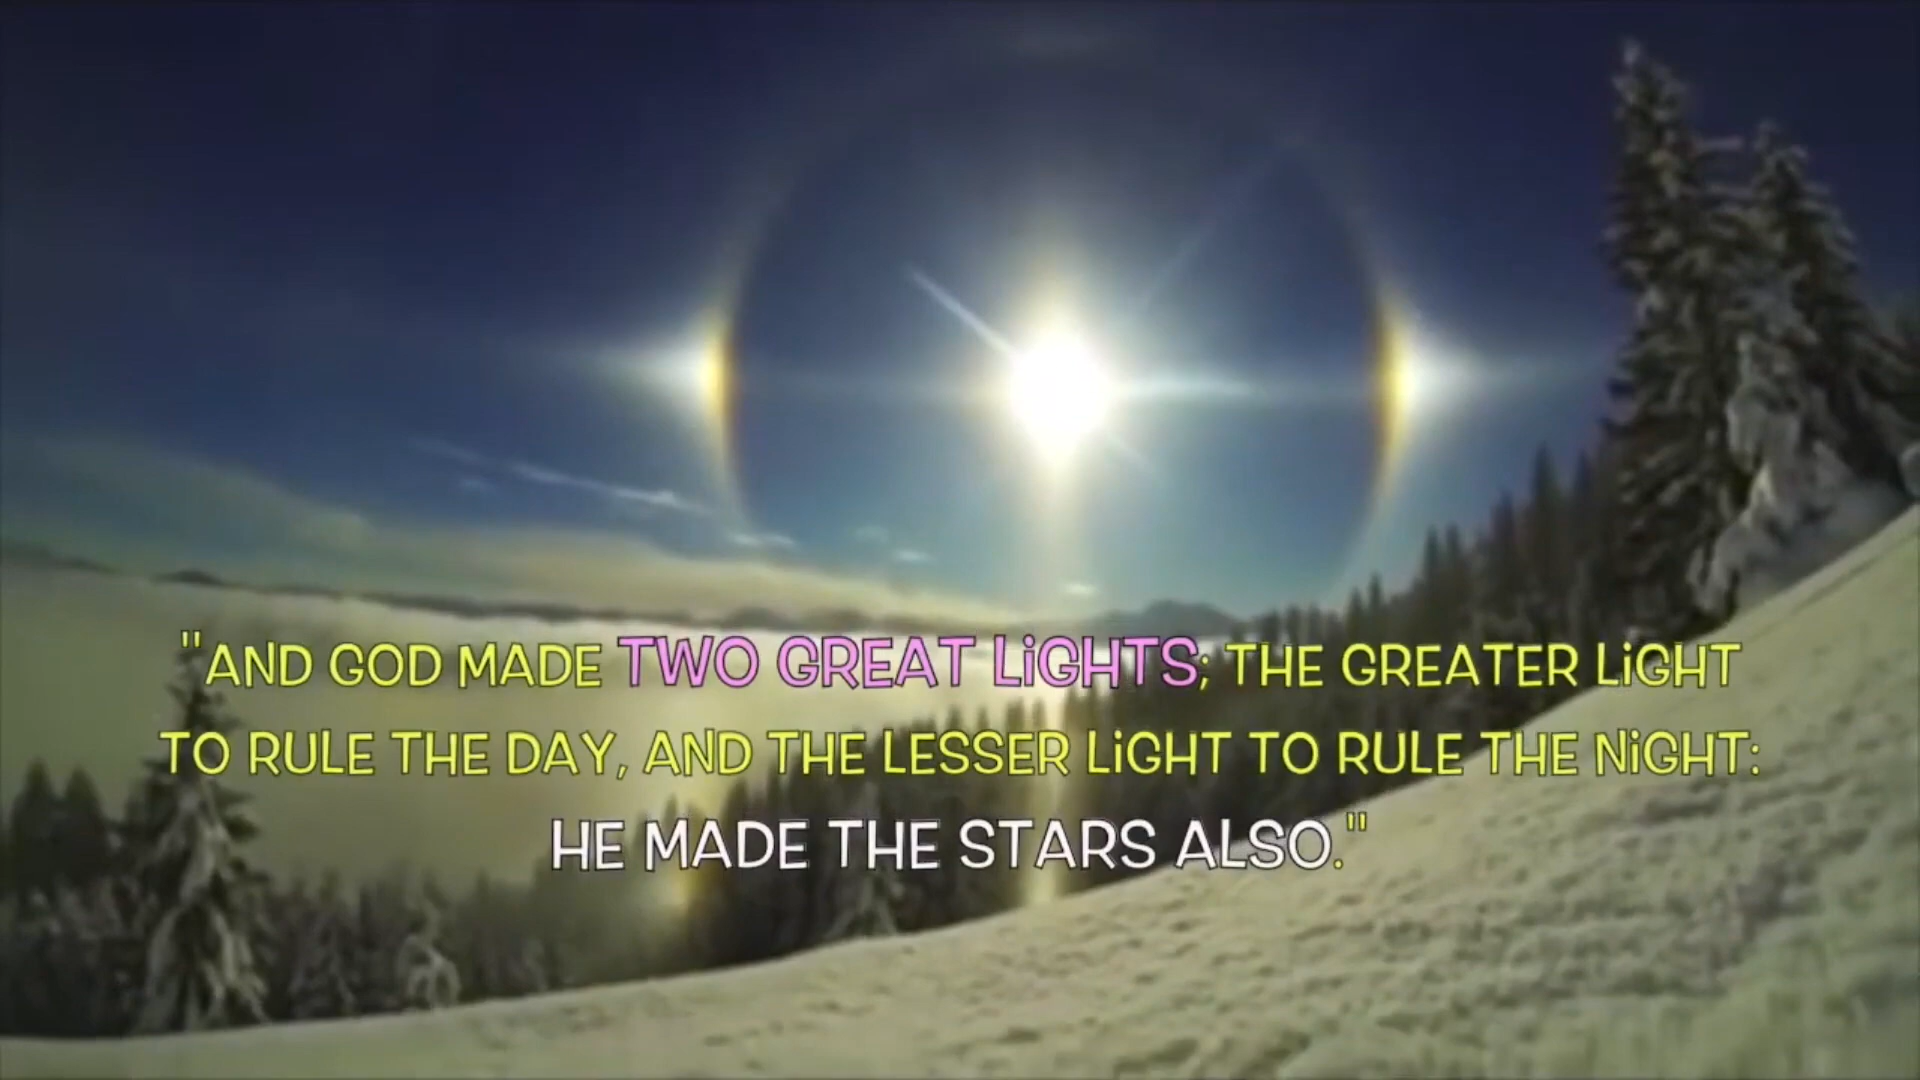 "AND GOD MADE TWO GREAT LiGHTS; THE GREATER LiGHT
TO RULE THE DAY, AND THE LESSER LiGHT TO RULE THE NiGHT:
HE MADE THE STARS ALSO."